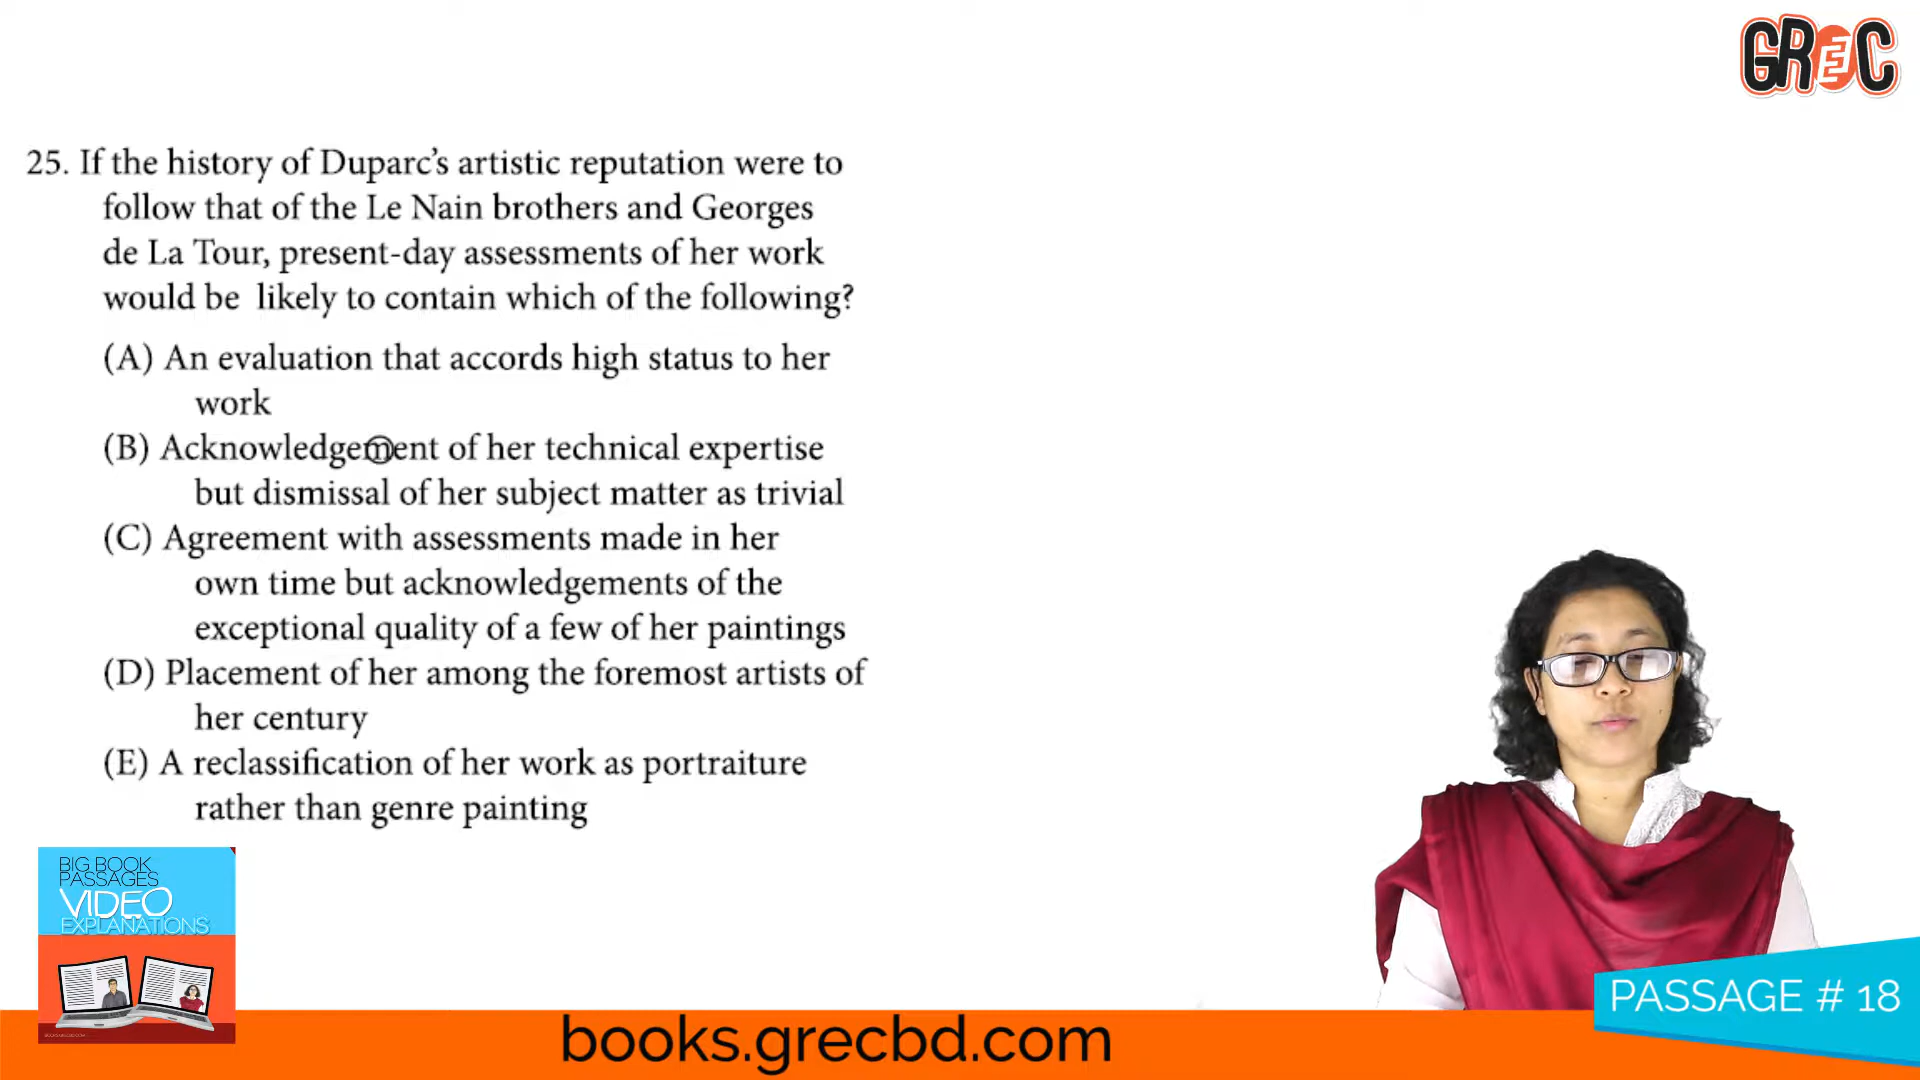 GREC
25. If the history of Duparc’s artistic reputation were to
follow that of the Le Nain brothers and Georges
de La Tour, present-day assessments of her work
would be likely to contain which of the following?
(A) An evaluation that accords high status to her
work
(B) Acknowledgement of her technical expertise
but dismissal of her subject matter as trivial
(C) Agreement with assessments made in her
own time but acknowledgements of the
exceptional quality of a few of her paintings
(D) Placement of her among the foremost artists of
her century
(E) A reclassification of her work as portraiture
rather than genre painting
BIG BOOK
PASSAGES
VIDEO
EXPLANATIONS
PASSAGE # 18
books.grecbd.com